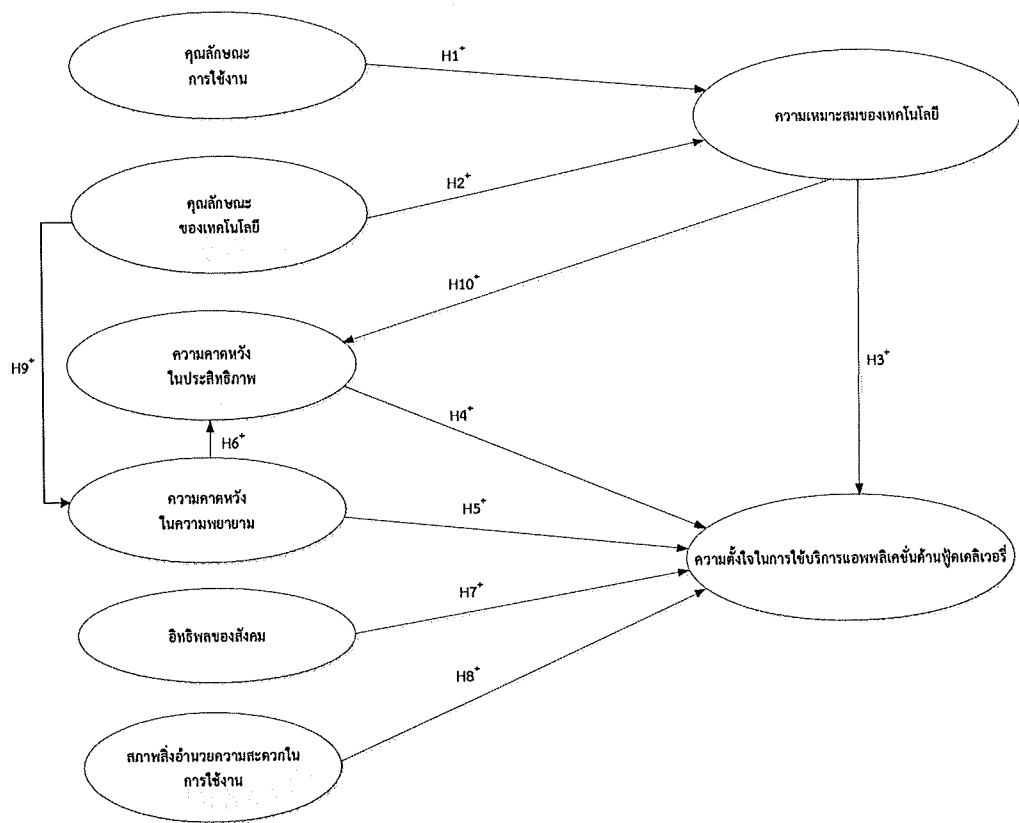 คุณลักษณะ
การใช้งาน
H1+
ความเหมาะสมของเทคโนโลยี
คุณลักษณะ
ของเทคโนโลยี
H2+
H10+
ความคาดหวัง
ในประสิทธิภาพ
H9+
H3+
H4+
H6+
ความคาดหวัง
ในความพยายาม
H5+
ความตั้งใจในการใช้บริการแอพพลิเคชั่นด้านฟู้ดเดลิเวอรี่
H7+
อิทธิพลของสังคม
H8+
สภาพสิ่งอำนวยความสะดวกใน
การใช้งาน